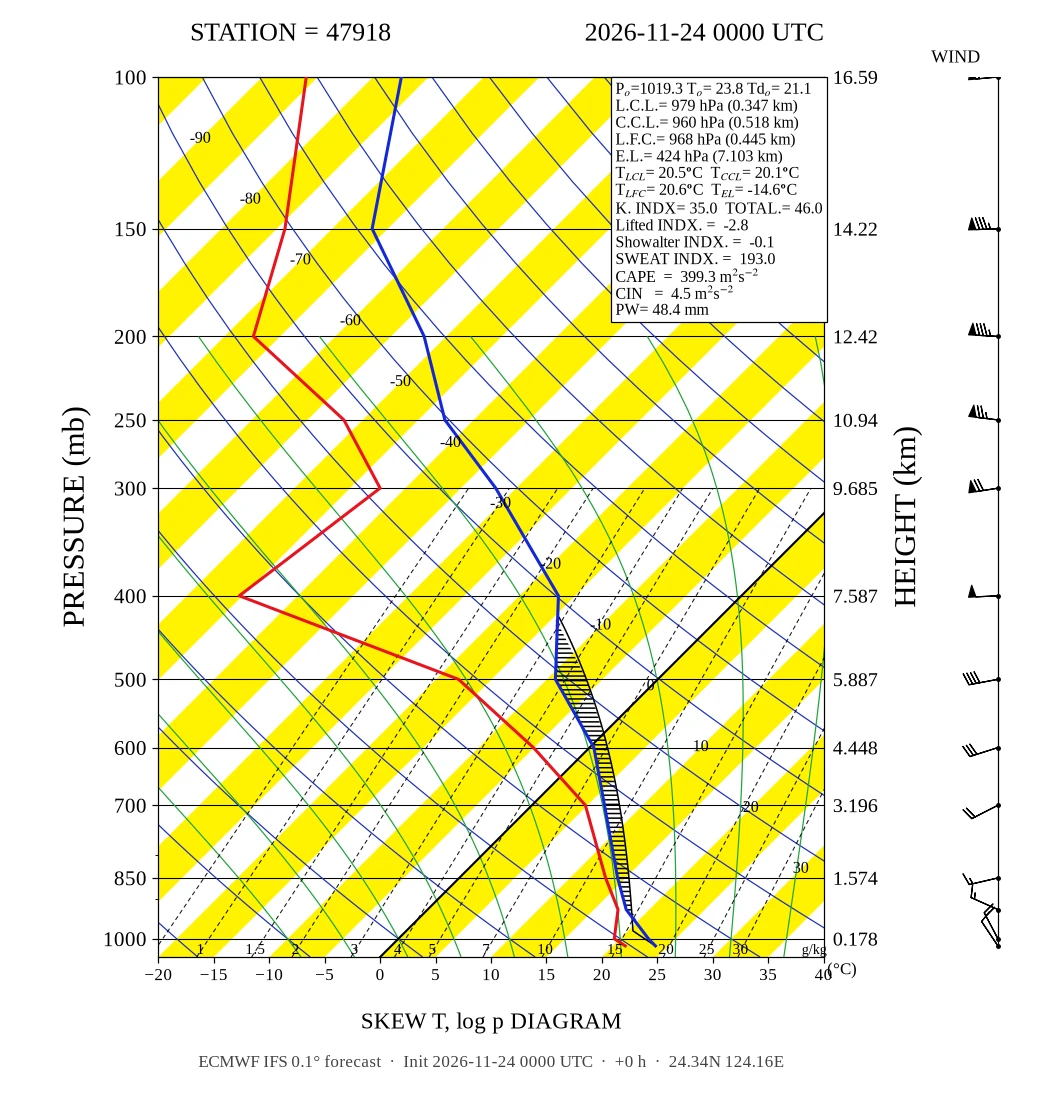 STATION = 47918
2026-11-24 0000 UTC
WIND
P_o=1019.3 T_o= 23.8 Td_o= 21.1
L.C.L.= 979 hPa (0.347 km)
C.C.L.= 960 hPa (0.518 km)
L.F.C.= 968 hPa (0.445 km)
E.L.= 424 hPa (7.103 km)
T_LCL= 20.5°C T_CCL= 20.1°C
T_LFC= 20.6°C T_EL= -14.6°C
K. INDX= 35.0 TOTAL.= 46.0
Lifted INDX. = -2.8
Showalter INDX. = -0.1
SWEAT INDX. = 193.0
CAPE = 399.3 m²s⁻²
CIN = 4.5 m²s⁻²
PW= 48.4 mm
100 16.59
-90
-80
150 14.22
-70
-60
200 12.42
-50
250 10.94
-40
300 9.685
-30
-20
400 7.587
-10
500 5.887
0
600 4.448
10
700 3.196
20
850 1.574
30
1000 0.178
PRESSURE (mb)
HEIGHT (km)
1 1.5 2 3 4 5 7 10 15 20 25 30 g/kg
−20 −15 −10 −5 0 5 10 15 20 25 30 35 40 (°C)
SKEW T, log p DIAGRAM
ECMWF IFS 0.1° forecast · Init 2026-11-24 0000 UTC · +0 h · 24.34N 124.16E